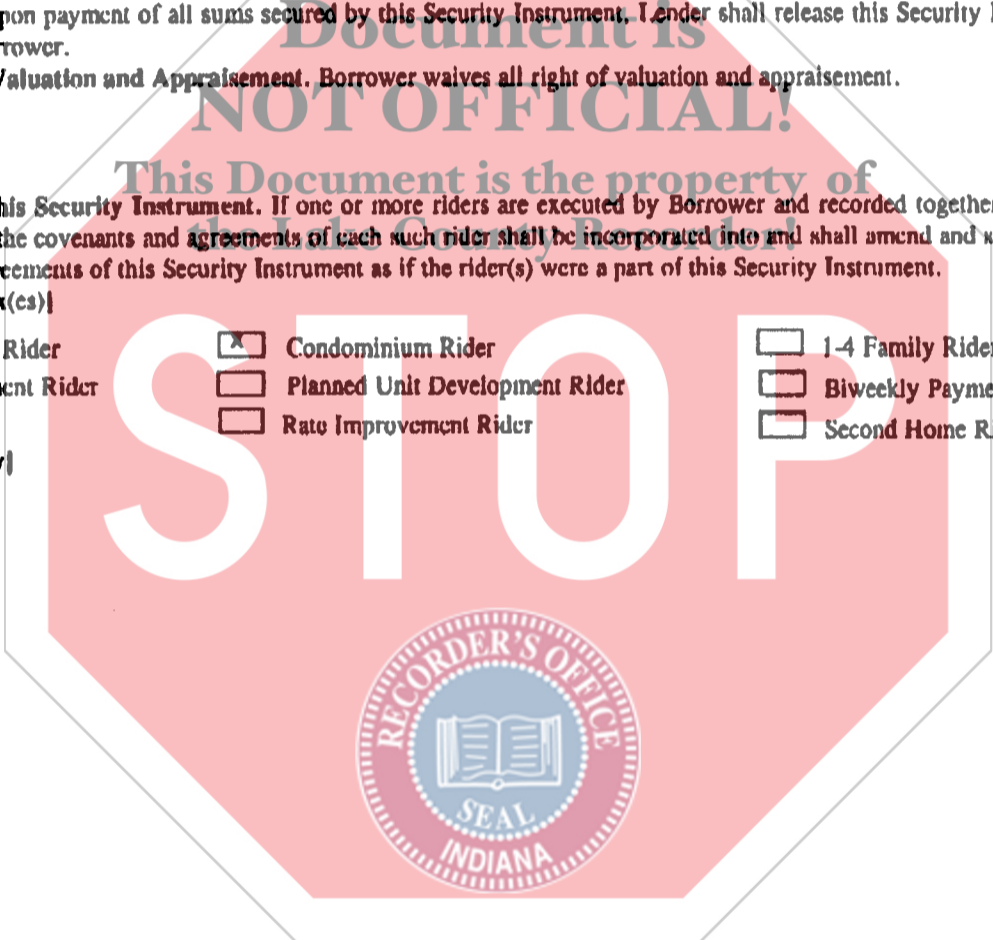 pon payment of all sums secured by this Security Instrument, Lender shall release this Security
rower.
Valuation and Appraisement. Borrower waives all right of valuation and appraisement.
Document is
NOT OFFICIAL!
This Document is the property of
the Lake County Recorder!
his Security Instrument. If one or more riders are executed by Borrower and recorded together
the covenants and agreements of each such rider shall be incorporated into and shall amend and
cements of this Security Instrument as if the rider(s) were a part of this Security Instrument.
(es)]
Rider x Condominium Rider 1-4 Family Rider
ent Rider Planned Unit Development Rider Biweekly Payme
Rate Improvement Rider Second Home R
STOP
RECORDER'S OFFICE
SEAL
INDIANA